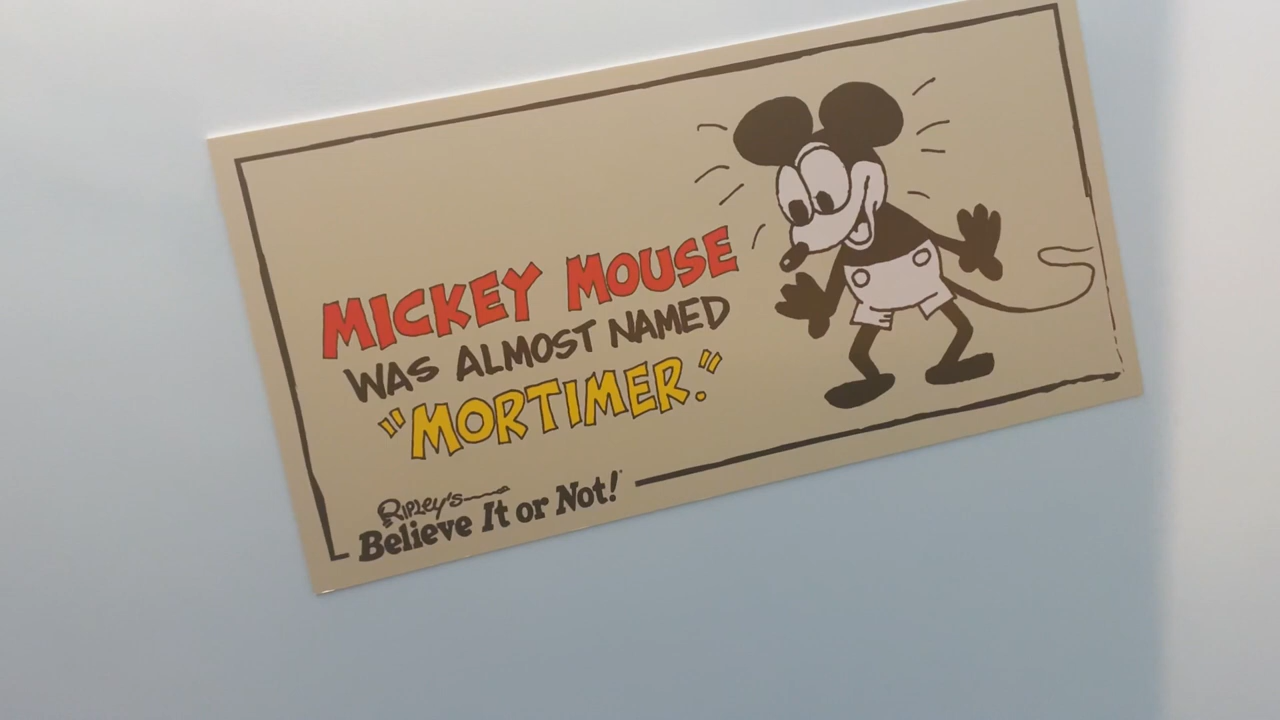 MICKEY MOUSE
WAS ALMOST NAMED
"MORTIMER."
RIPLEY'S
Believe It or Not!